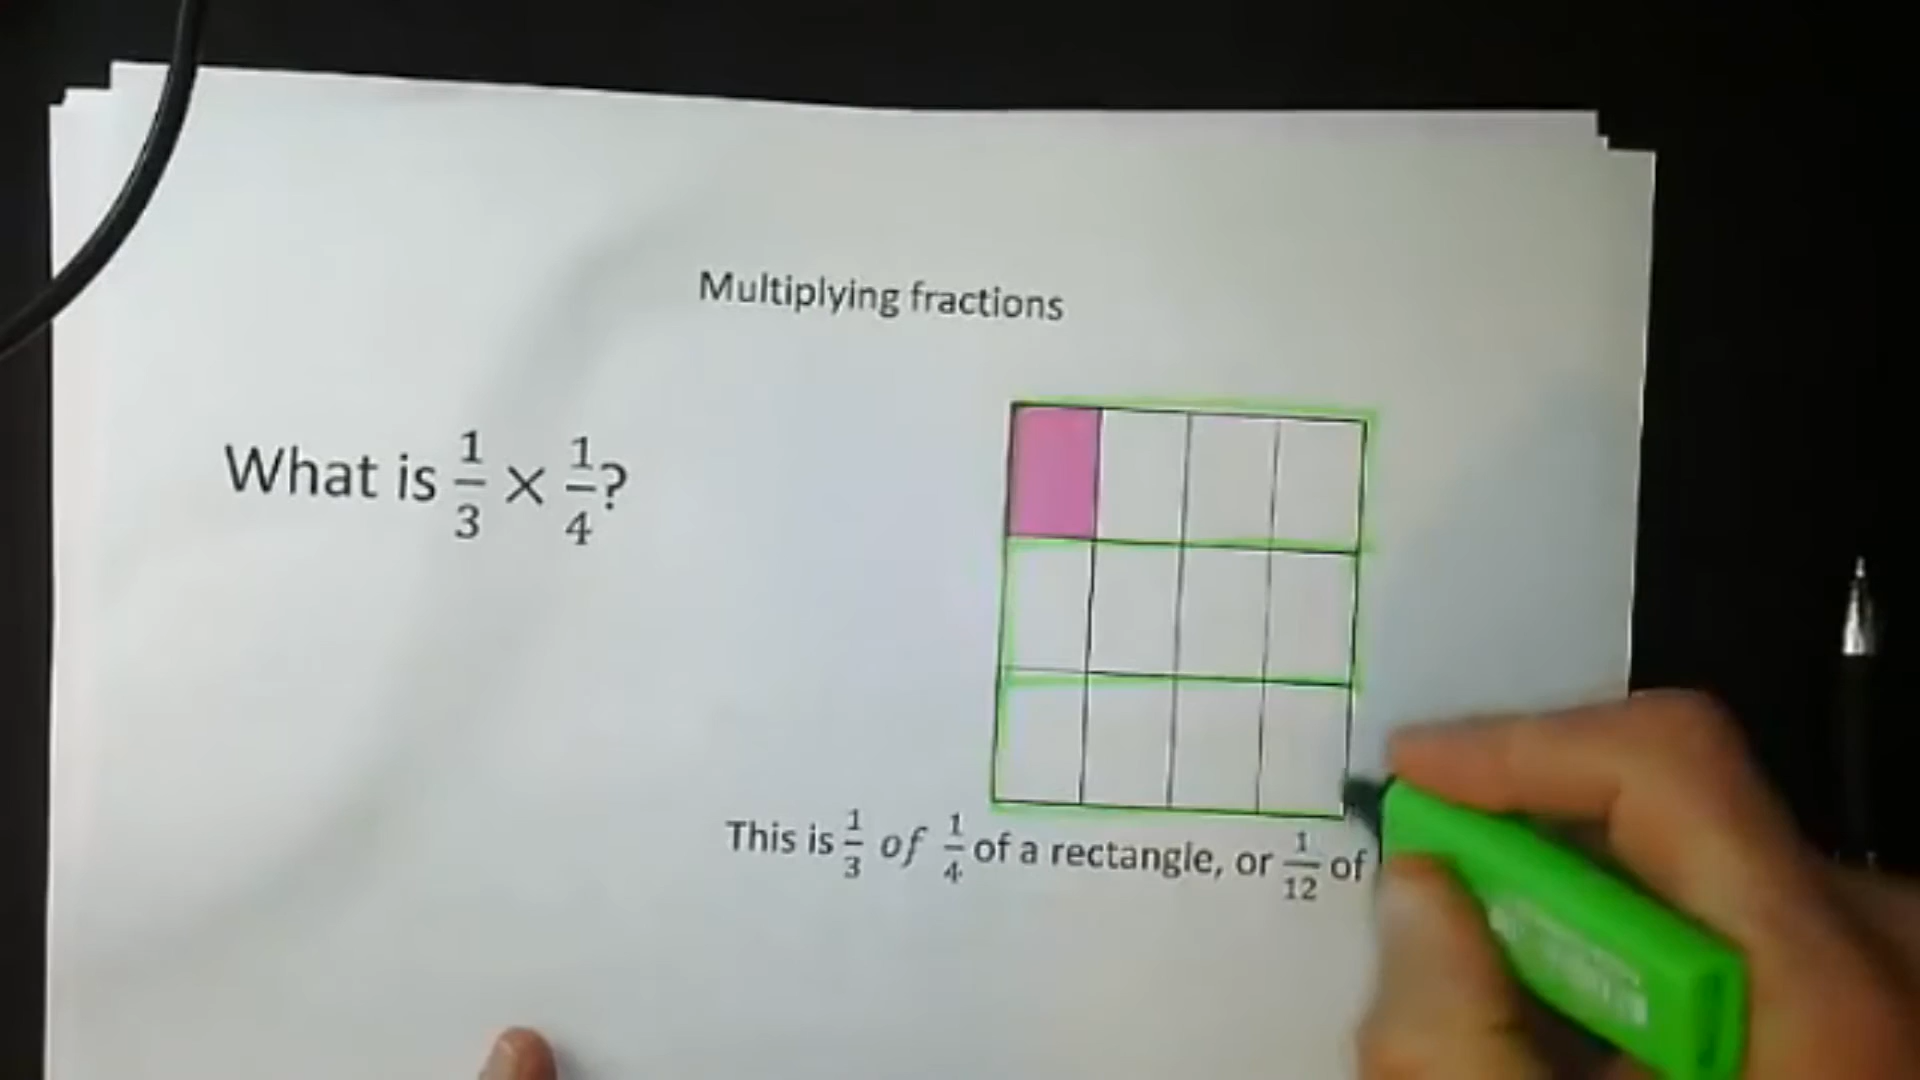 Multiplying fractions
What is 1/3 × 1/4?
This is 1/3 of 1/4 of a rectangle, or 1/12 of